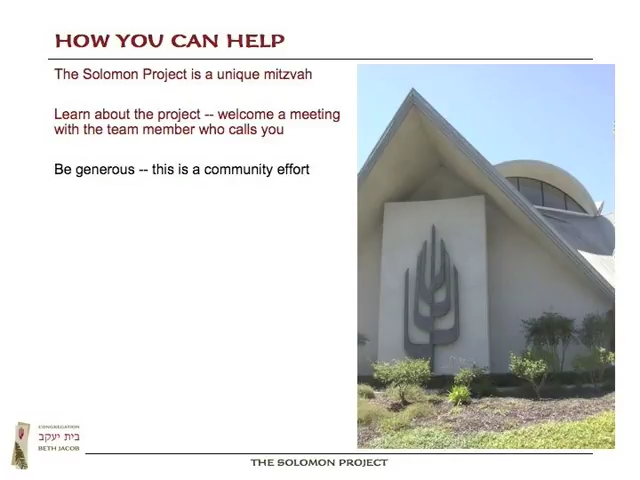 HOW YOU CAN HELP
The Solomon Project is a unique mitzvah
Learn about the project -- welcome a meeting
with the team member who calls you
Be generous -- this is a community effort
CONGREGATION
בית יעקב
BETH JACOB
THE SOLOMON PROJECT